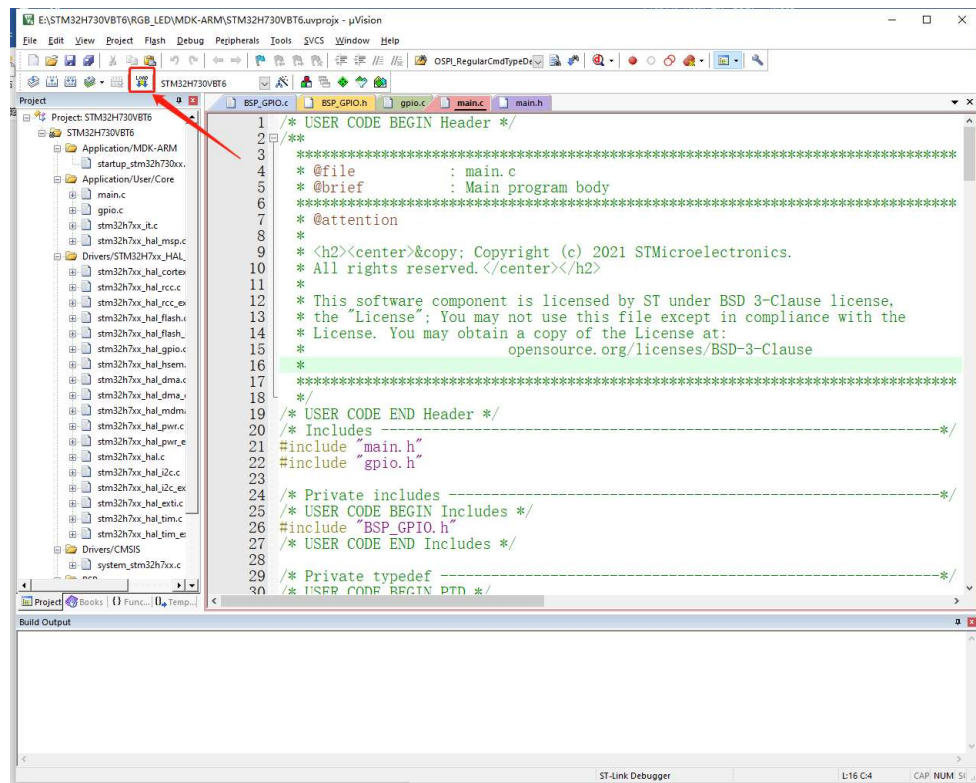 E:\STM32H730VBT6\RGB_LED\MDK-ARM\STM32H730VBT6.uvprojx - µVision
File Edit View Project Flash Debug Peripherals Tools SVCS Window Help
OSPI_RegularCmdTypeDe
LOAD STM32H730VBT6
Project
BSP_GPIO.c BSP_GPIO.h gpio.c main.c main.h
Project: STM32H730VBT6
STM32H730VBT6
Application/MDK-ARM
startup_stm32h730xx.
Application/User/Core
main.c
gpio.c
stm32h7xx_it.c
stm32h7xx_hal_msp.c
Drivers/STM32H7xx_HAL_
stm32h7xx_hal_cortex
stm32h7xx_hal_rcc.c
stm32h7xx_hal_rcc_ex
stm32h7xx_hal_flash.c
stm32h7xx_hal_flash_
stm32h7xx_hal_gpio.c
stm32h7xx_hal_hsem.
stm32h7xx_hal_dma.c
stm32h7xx_hal_dma_
stm32h7xx_hal_mdma
stm32h7xx_hal_pwr.c
stm32h7xx_hal_pwr_e
stm32h7xx_hal.c
stm32h7xx_hal_i2c.c
stm32h7xx_hal_i2c_ex
stm32h7xx_hal_exti.c
stm32h7xx_hal_tim.c
stm32h7xx_hal_tim_e
Drivers/CMSIS
system_stm32h7xx.c
Project Books {} Func... Temp...
1 /* USER CODE BEGIN Header */
2 /**
3 ******************************************************************************
4 * @file : main.c
5 * @brief : Main program body
6 ******************************************************************************
7 * @attention
8 *
9 * <h2><center>&copy; Copyright (c) 2021 STMicroelectronics.
10 * All rights reserved.</center></h2>
11 *
12 * This software component is licensed by ST under BSD 3-Clause license,
13 * the "License"; You may not use this file except in compliance with the
14 * License. You may obtain a copy of the License at:
15 * opensource.org/licenses/BSD-3-Clause
16 *
17 ******************************************************************************
18 */
19 /* USER CODE END Header */
20 /* Includes ------------------------------------------------------------------*/
21 #include "main.h"
22 #include "gpio.h"
23
24 /* Private includes ----------------------------------------------------------*/
25 /* USER CODE BEGIN Includes */
26 #include "BSP_GPIO.h"
27 /* USER CODE END Includes */
28
29 /* Private typedef -----------------------------------------------------------*/
30 /* USER CODE BEGIN PTD */
Build Output
ST-Link Debugger L:16 C:4 CAP NUM